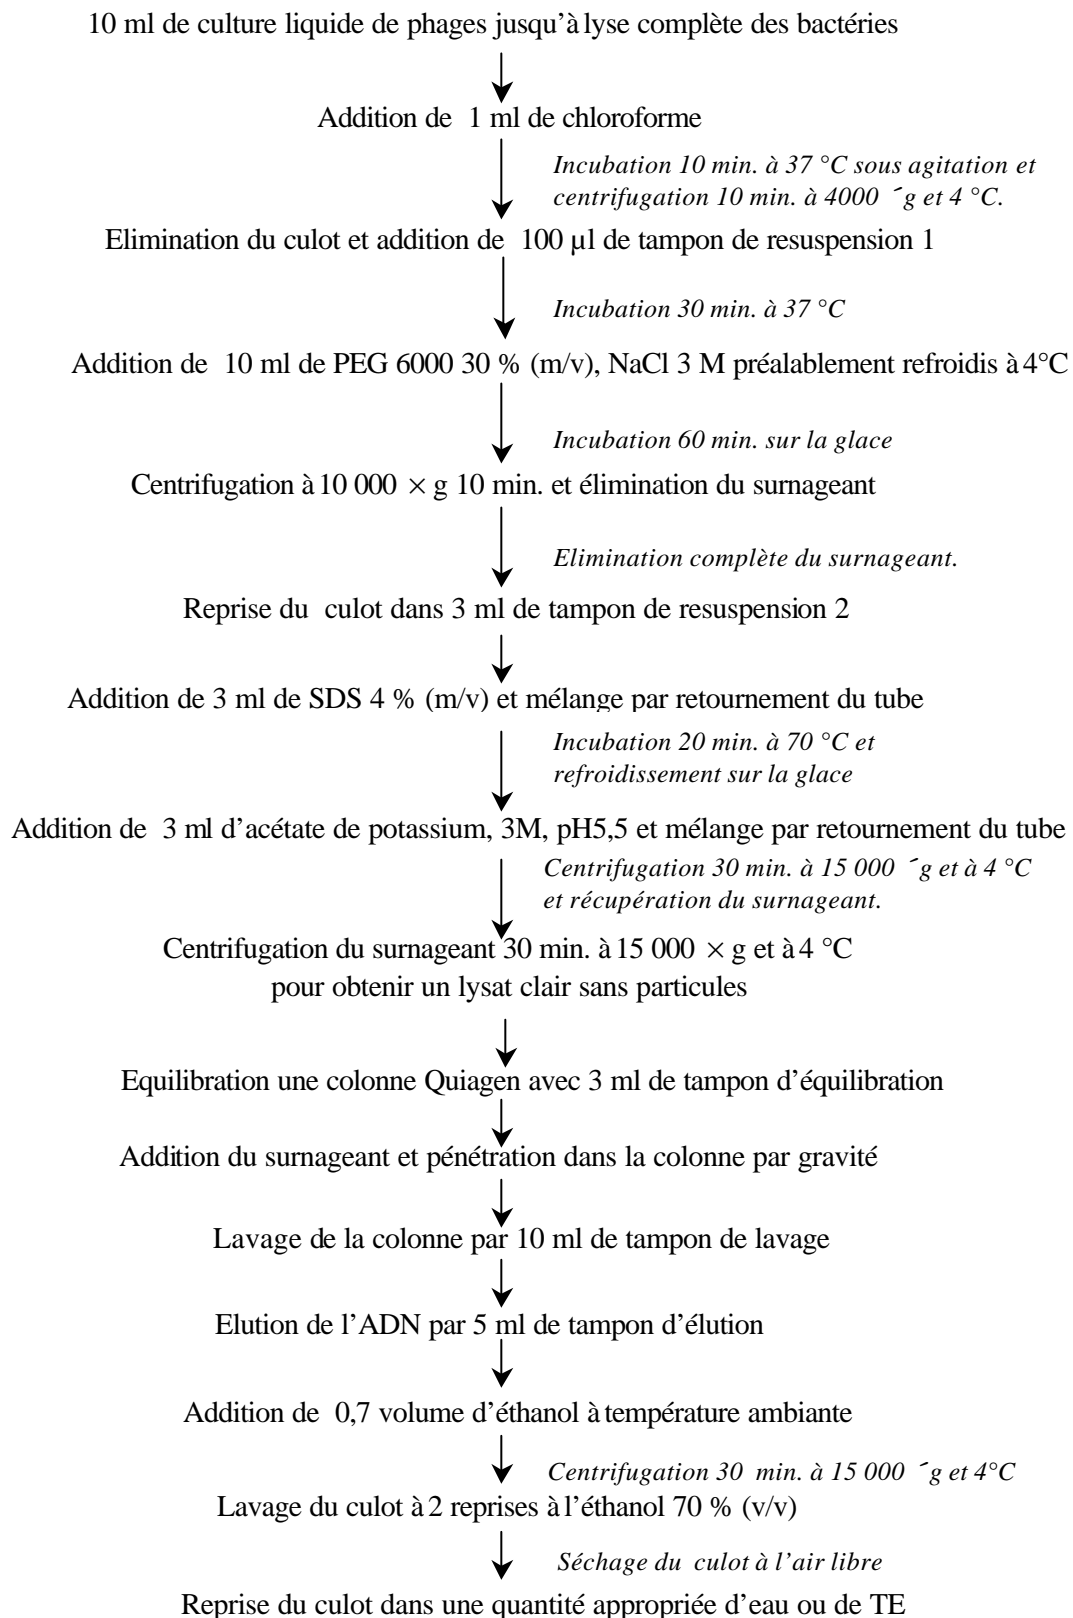 10 ml de culture liquide de phages jusqu'à lyse complète des bactéries
Addition de 1 ml de chloroforme
Incubation 10 min. à 37 °C sous agitation et
centrifugation 10 min. à 4000 ´g et 4 °C.
Elimination du culot et addition de 100 µl de tampon de resuspension 1
Incubation 30 min. à 37 °C
Addition de 10 ml de PEG 6000 30 % (m/v), NaCl 3 M préalablement refroidis à 4°C
Incubation 60 min. sur la glace
Centrifugation à 10 000 × g 10 min. et élimination du surnageant
Elimination complète du surnageant.
Reprise du culot dans 3 ml de tampon de resuspension 2
Addition de 3 ml de SDS 4 % (m/v) et mélange par retournement du tube
Incubation 20 min. à 70 °C et
refroidissement sur la glace
Addition de 3 ml d'acétate de potassium, 3M, pH5,5 et mélange par retournement du tube
Centrifugation 30 min. à 15 000 ´g et à 4 °C
et récupération du surnageant.
Centrifugation du surnageant 30 min. à 15 000 × g et à 4 °C
pour obtenir un lysat clair sans particules
Equilibration une colonne Quiagen avec 3 ml de tampon d'équilibration
Addition du surnageant et pénétration dans la colonne par gravité
Lavage de la colonne par 10 ml de tampon de lavage
Elution de l'ADN par 5 ml de tampon d'élution
Addition de 0,7 volume d'éthanol à température ambiante
Centrifugation 30 min. à 15 000 ´g et 4°C
Lavage du culot à 2 reprises à l'éthanol 70 % (v/v)
Séchage du culot à l'air libre
Reprise du culot dans une quantité appropriée d'eau ou de TE